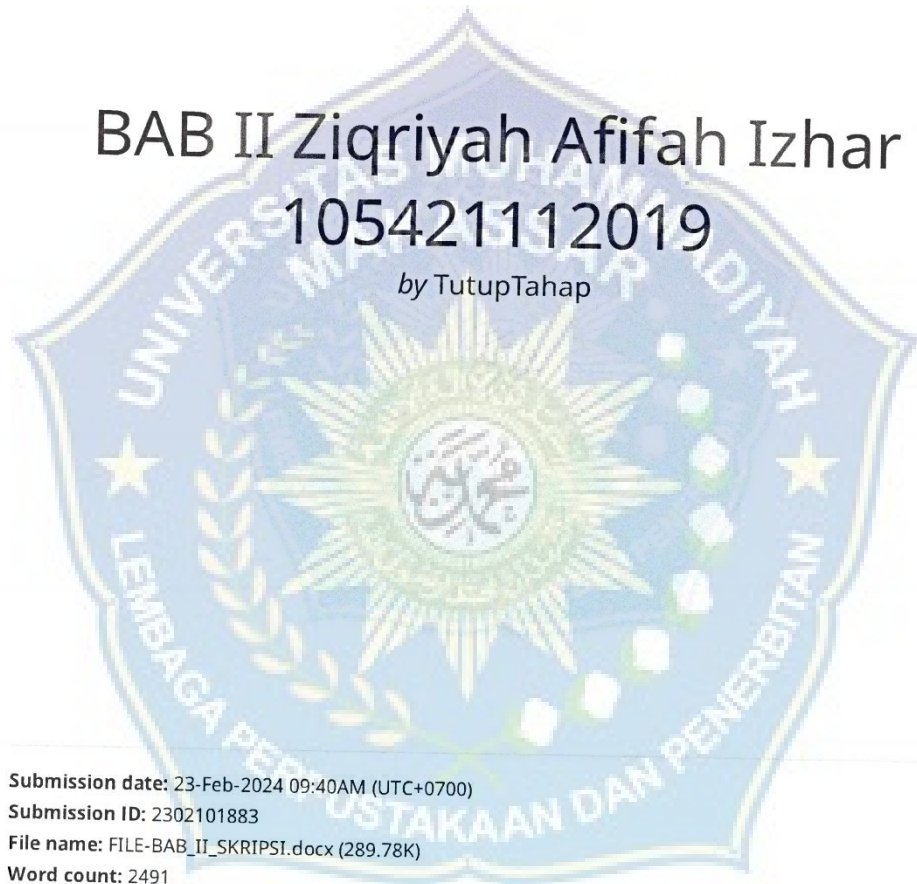 BAB II Ziqriyah Afifah Izhar
105421112019
by TutupTahap
UNIVERSITAS MUHAMMADIYAH
MAKASSAR
LEMBAGA PERPUSTAKAAN DAN PENERBITAN
Submission date: 23-Feb-2024 09:40AM (UTC+0700)
Submission ID: 2302101883
File name: FILE-BAB_II_SKRIPSI.docx (289.78K)
Word count: 2491